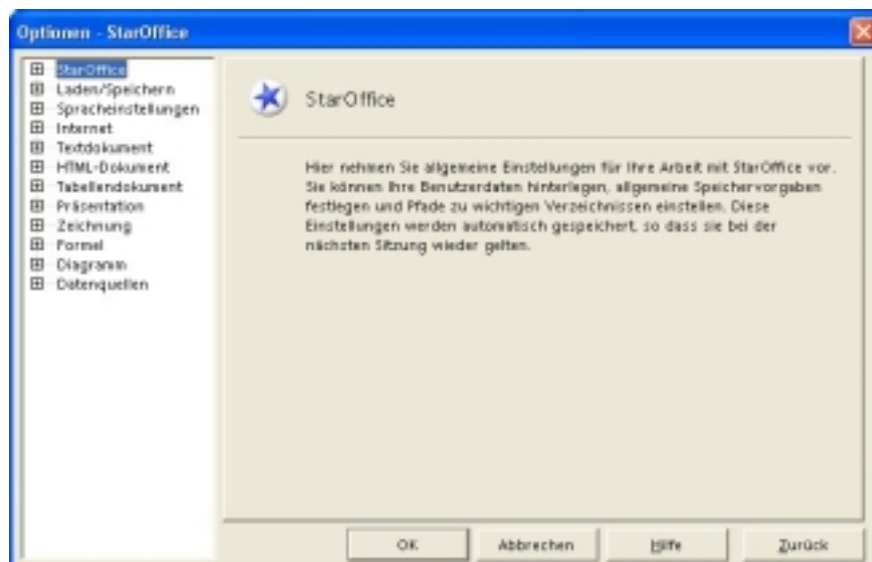 Optionen - StarOffice
StarOffice
Laden/Speichern
Spracheinstellungen
Internet
Textdokument
HTML-Dokument
Tabellendokument
Präsentation
Zeichnung
Formel
Diagramm
Datenquellen
StarOffice
Hier nehmen Sie allgemeine Einstellungen für Ihre Arbeit mit StarOffice vor.
Sie können Ihre Benutzerdaten hinterlegen, allgemeine Speichervorgaben
festlegen und Pfade zu wichtigen Verzeichnissen einstellen. Diese
Einstellungen werden automatisch gespeichert, so dass sie bei der
nächsten Sitzung wieder gelten.
OK
Abbrechen
Hilfe
Zurück